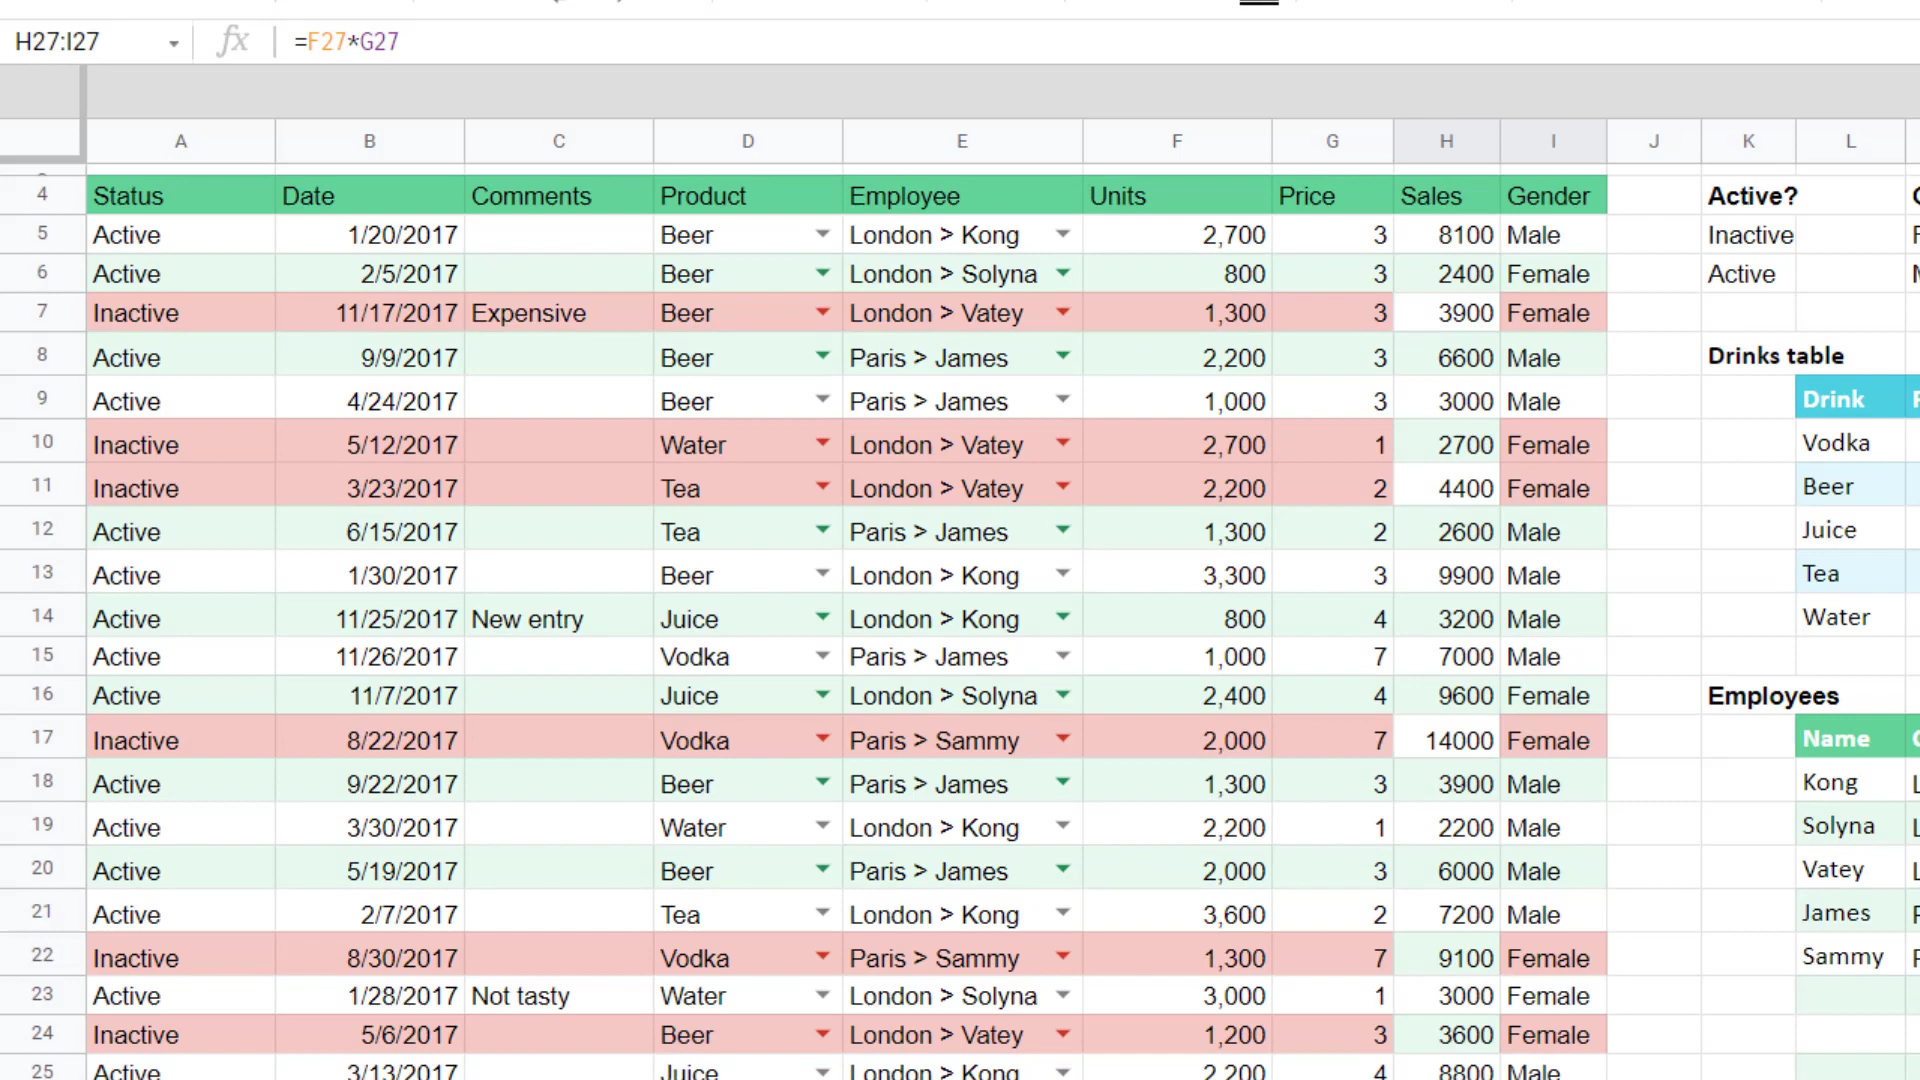 H27:I27 fx =F27*G27
A B C D E F G H I J K L
4 Status Date Comments Product Employee Units Price Sales Gender Active?
5 Active 1/20/2017 Beer London > Kong 2,700 3 8100 Male Inactive
6 Active 2/5/2017 Beer London > Solyna 800 3 2400 Female Active
7 Inactive 11/17/2017 Expensive Beer London > Vatey 1,300 3 3900 Female
8 Active 9/9/2017 Beer Paris > James 2,200 3 6600 Male Drinks table
9 Active 4/24/2017 Beer Paris > James 1,000 3 3000 Male Drink
10 Inactive 5/12/2017 Water London > Vatey 2,700 1 2700 Female Vodka
11 Inactive 3/23/2017 Tea London > Vatey 2,200 2 4400 Female Beer
12 Active 6/15/2017 Tea Paris > James 1,300 2 2600 Male Juice
13 Active 1/30/2017 Beer London > Kong 3,300 3 9900 Male Tea
14 Active 11/25/2017 New entry Juice London > Kong 800 4 3200 Male Water
15 Active 11/26/2017 Vodka Paris > James 1,000 7 7000 Male
16 Active 11/7/2017 Juice London > Solyna 2,400 4 9600 Female Employees
17 Inactive 8/22/2017 Vodka Paris > Sammy 2,000 7 14000 Female Name
18 Active 9/22/2017 Beer Paris > James 1,300 3 3900 Male Kong
19 Active 3/30/2017 Water London > Kong 2,200 1 2200 Male Solyna
20 Active 5/19/2017 Beer Paris > James 2,000 3 6000 Male Vatey
21 Active 2/7/2017 Tea London > Kong 3,600 2 7200 Male James
22 Inactive 8/30/2017 Vodka Paris > Sammy 1,300 7 9100 Female Sammy
23 Active 1/28/2017 Not tasty Water London > Solyna 3,000 1 3000 Female
24 Inactive 5/6/2017 Beer London > Vatey 1,200 3 3600 Female
25 Active 3/13/2017 Juice London > Kong 2,200 4 8800 Male